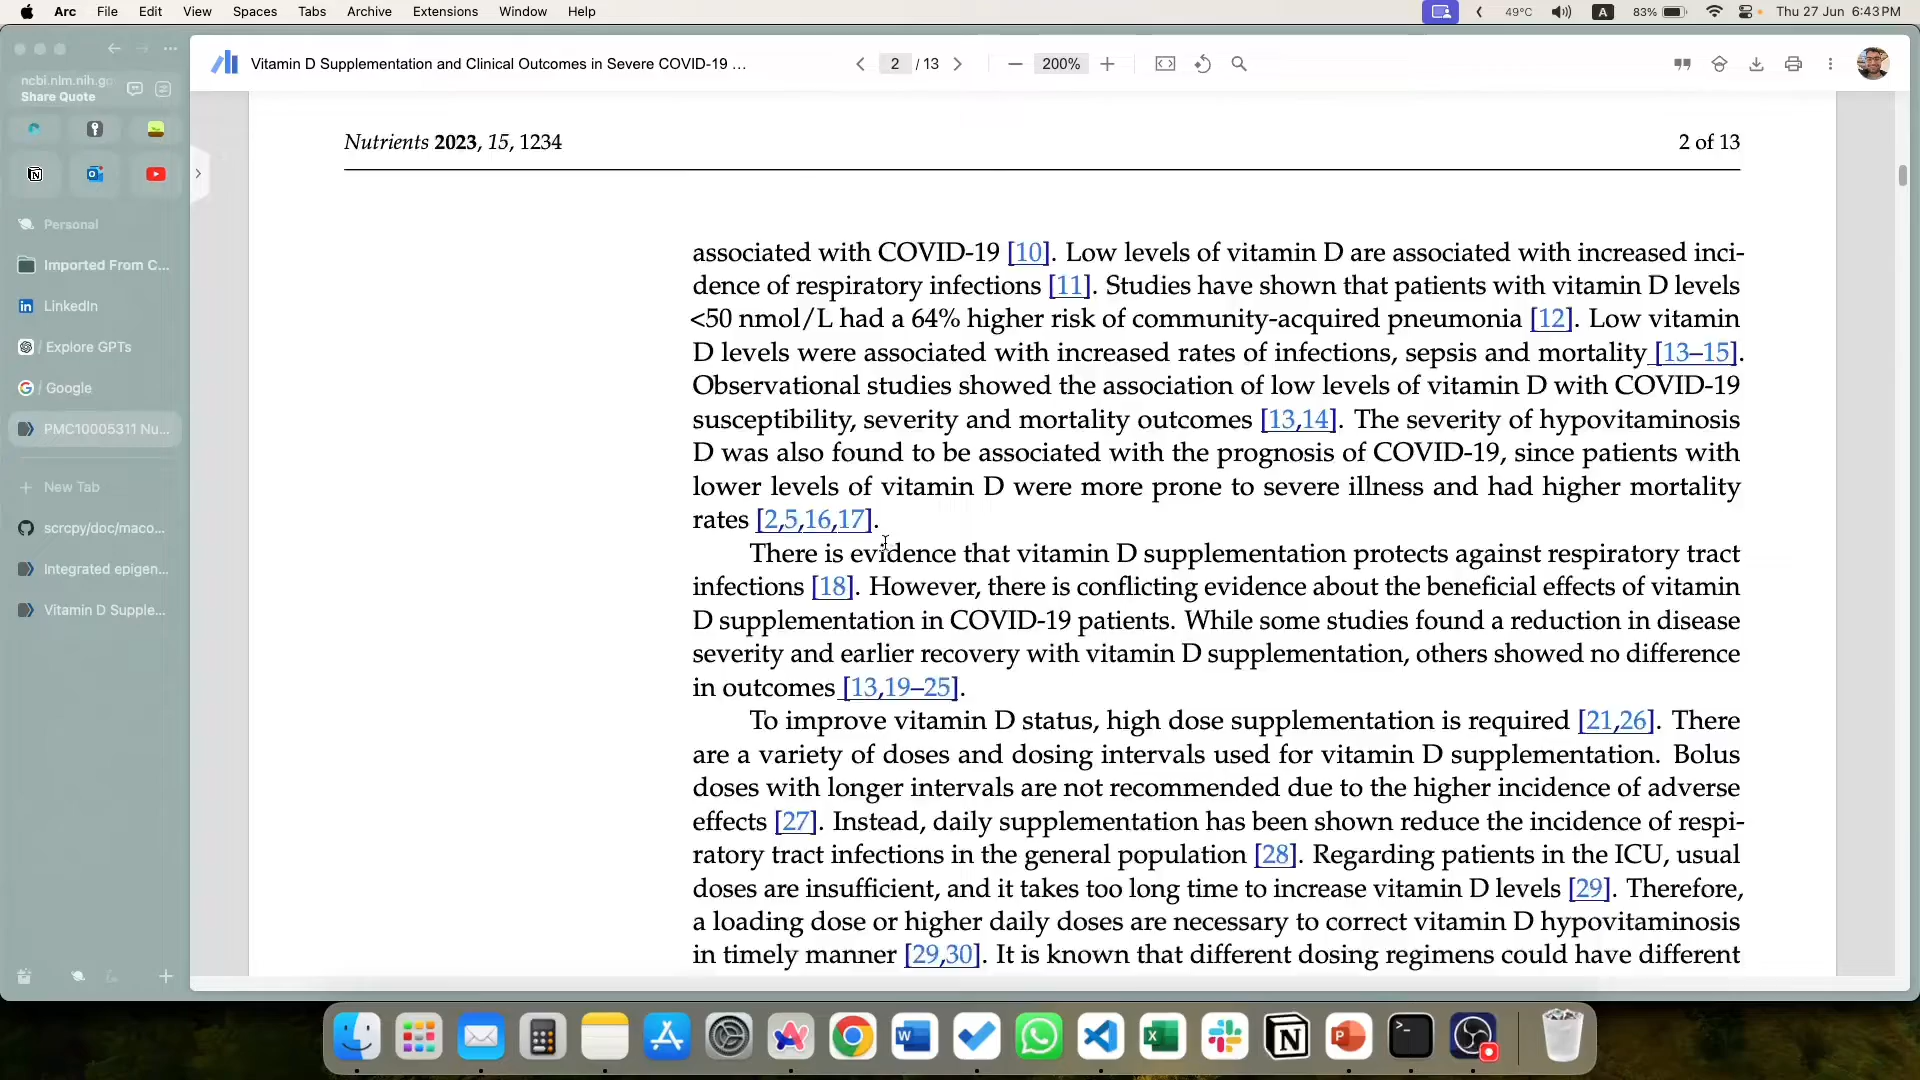 Arc File Edit View Spaces Tabs Archive Extensions Window Help 49°C A 83% Thu 27 Jun 6:43 PM
ncbi.nlm.nih.gc
Share Quote
Vitamin D Supplementation and Clinical Outcomes in Severe COVID-19 ... 2 / 13 200%
Personal
Imported From C...
LinkedIn
/ Explore GPTs
/ Google
PMC10005311 Nu...
New Tab
scrcpy/doc/maco...
Integrated epigen...
Vitamin D Supple...
Nutrients 2023, 15, 1234 2 of 13
associated with COVID-19 [10]. Low levels of vitamin D are associated with increased inci-
dence of respiratory infections [11]. Studies have shown that patients with vitamin D levels
<50 nmol/L had a 64% higher risk of community-acquired pneumonia [12]. Low vitamin
D levels were associated with increased rates of infections, sepsis and mortality [13–15].
Observational studies showed the association of low levels of vitamin D with COVID-19
susceptibility, severity and mortality outcomes [13,14]. The severity of hypovitaminosis
D was also found to be associated with the prognosis of COVID-19, since patients with
lower levels of vitamin D were more prone to severe illness and had higher mortality
rates [2,5,16,17].
There is evidence that vitamin D supplementation protects against respiratory tract
infections [18]. However, there is conflicting evidence about the beneficial effects of vitamin
D supplementation in COVID-19 patients. While some studies found a reduction in disease
severity and earlier recovery with vitamin D supplementation, others showed no difference
in outcomes [13,19–25].
To improve vitamin D status, high dose supplementation is required [21,26]. There
are a variety of doses and dosing intervals used for vitamin D supplementation. Bolus
doses with longer intervals are not recommended due to the higher incidence of adverse
effects [27]. Instead, daily supplementation has been shown reduce the incidence of respi-
ratory tract infections in the general population [28]. Regarding patients in the ICU, usual
doses are insufficient, and it takes too long time to increase vitamin D levels [29]. Therefore,
a loading dose or higher daily doses are necessary to correct vitamin D hypovitaminosis
in timely manner [29,30]. It is known that different dosing regimens could have different